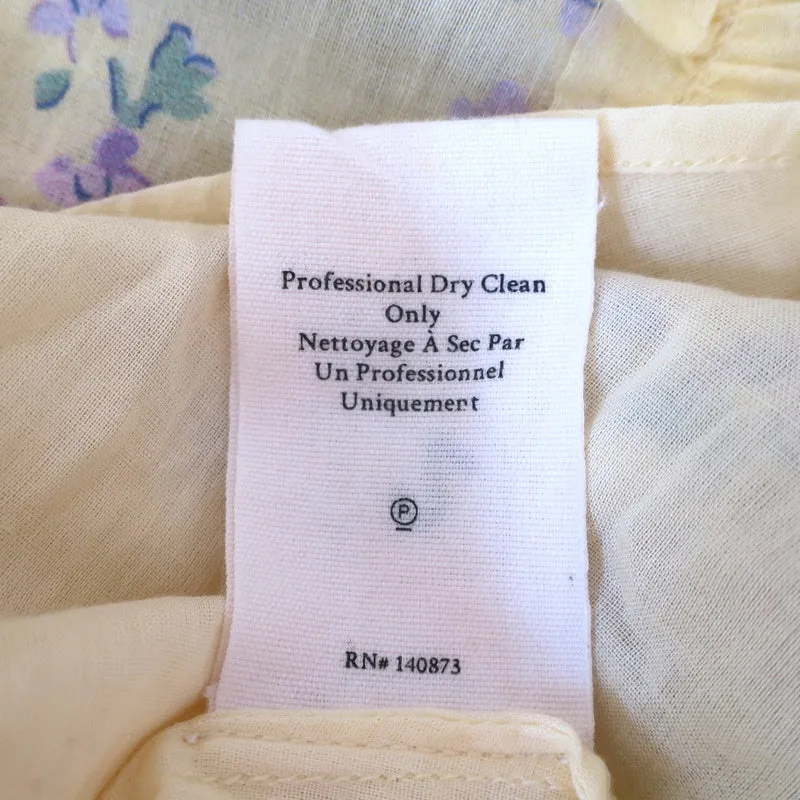 Professional Dry Clean
Only
Nettoyage À Sec Par
Un Professionnel
Uniquement
P
RN# 140873